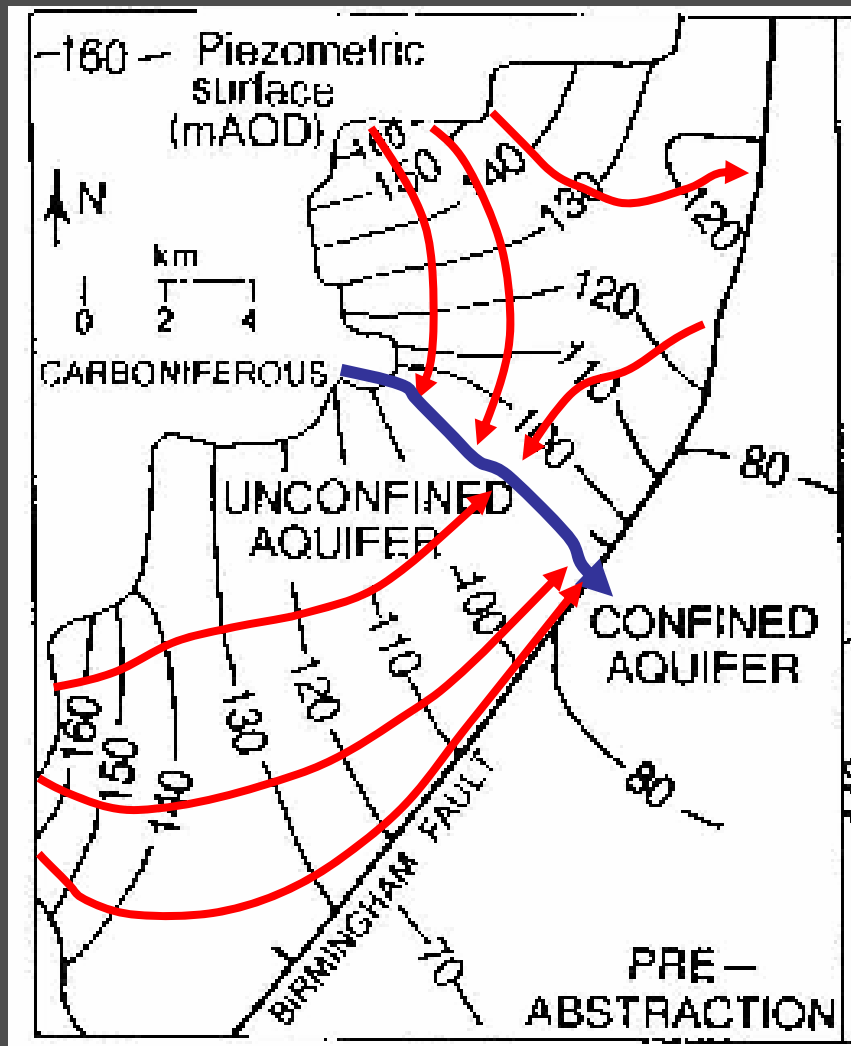 160
Piezometric
surface
(mAOD)
160
150
140
130
120
N
km
0 2 4
120
CARBONIFEROUS
110
100
80
UNCONFINED
AQUIFER
100
CONFINED
AQUIFER
110
120
130
160
150
140
80
BIRMINGHAM FAULT
70
PRE-
ABSTRACTION